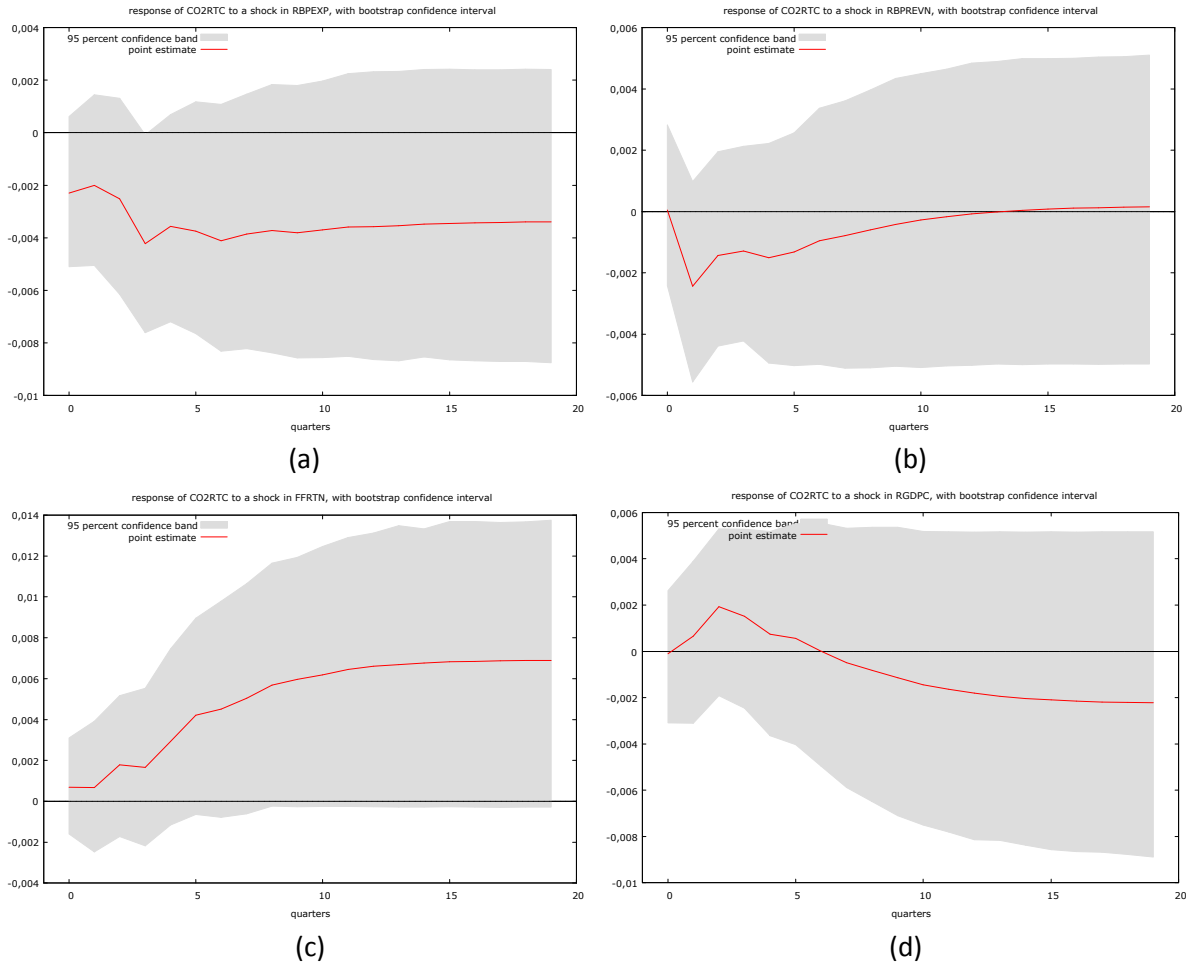 response of CO2RTC to a shock in RBPEXP, with bootstrap confidence interval
95 percent confidence band
point estimate
0,004
0,002
0
-0,002
-0,004
-0,006
-0,008
-0,01
0 5 10 15 20
quarters
(a)
response of CO2RTC to a shock in RBPREVN, with bootstrap confidence interval
95 percent confidence band
point estimate
0,006
0,004
0,002
0
-0,002
-0,004
-0,006
0 5 10 15 20
quarters
(b)
response of CO2RTC to a shock in FFRTN, with bootstrap confidence interval
95 percent confidence band
point estimate
0,014
0,012
0,01
0,008
0,006
0,004
0,002
0
-0,002
-0,004
0 5 10 15 20
quarters
(c)
response of CO2RTC to a shock in RGDPC, with bootstrap confidence interval
95 percent confidence band
point estimate
0,006
0,004
0,002
0
-0,002
-0,004
-0,006
-0,008
-0,01
0 5 10 15 20
quarters
(d)